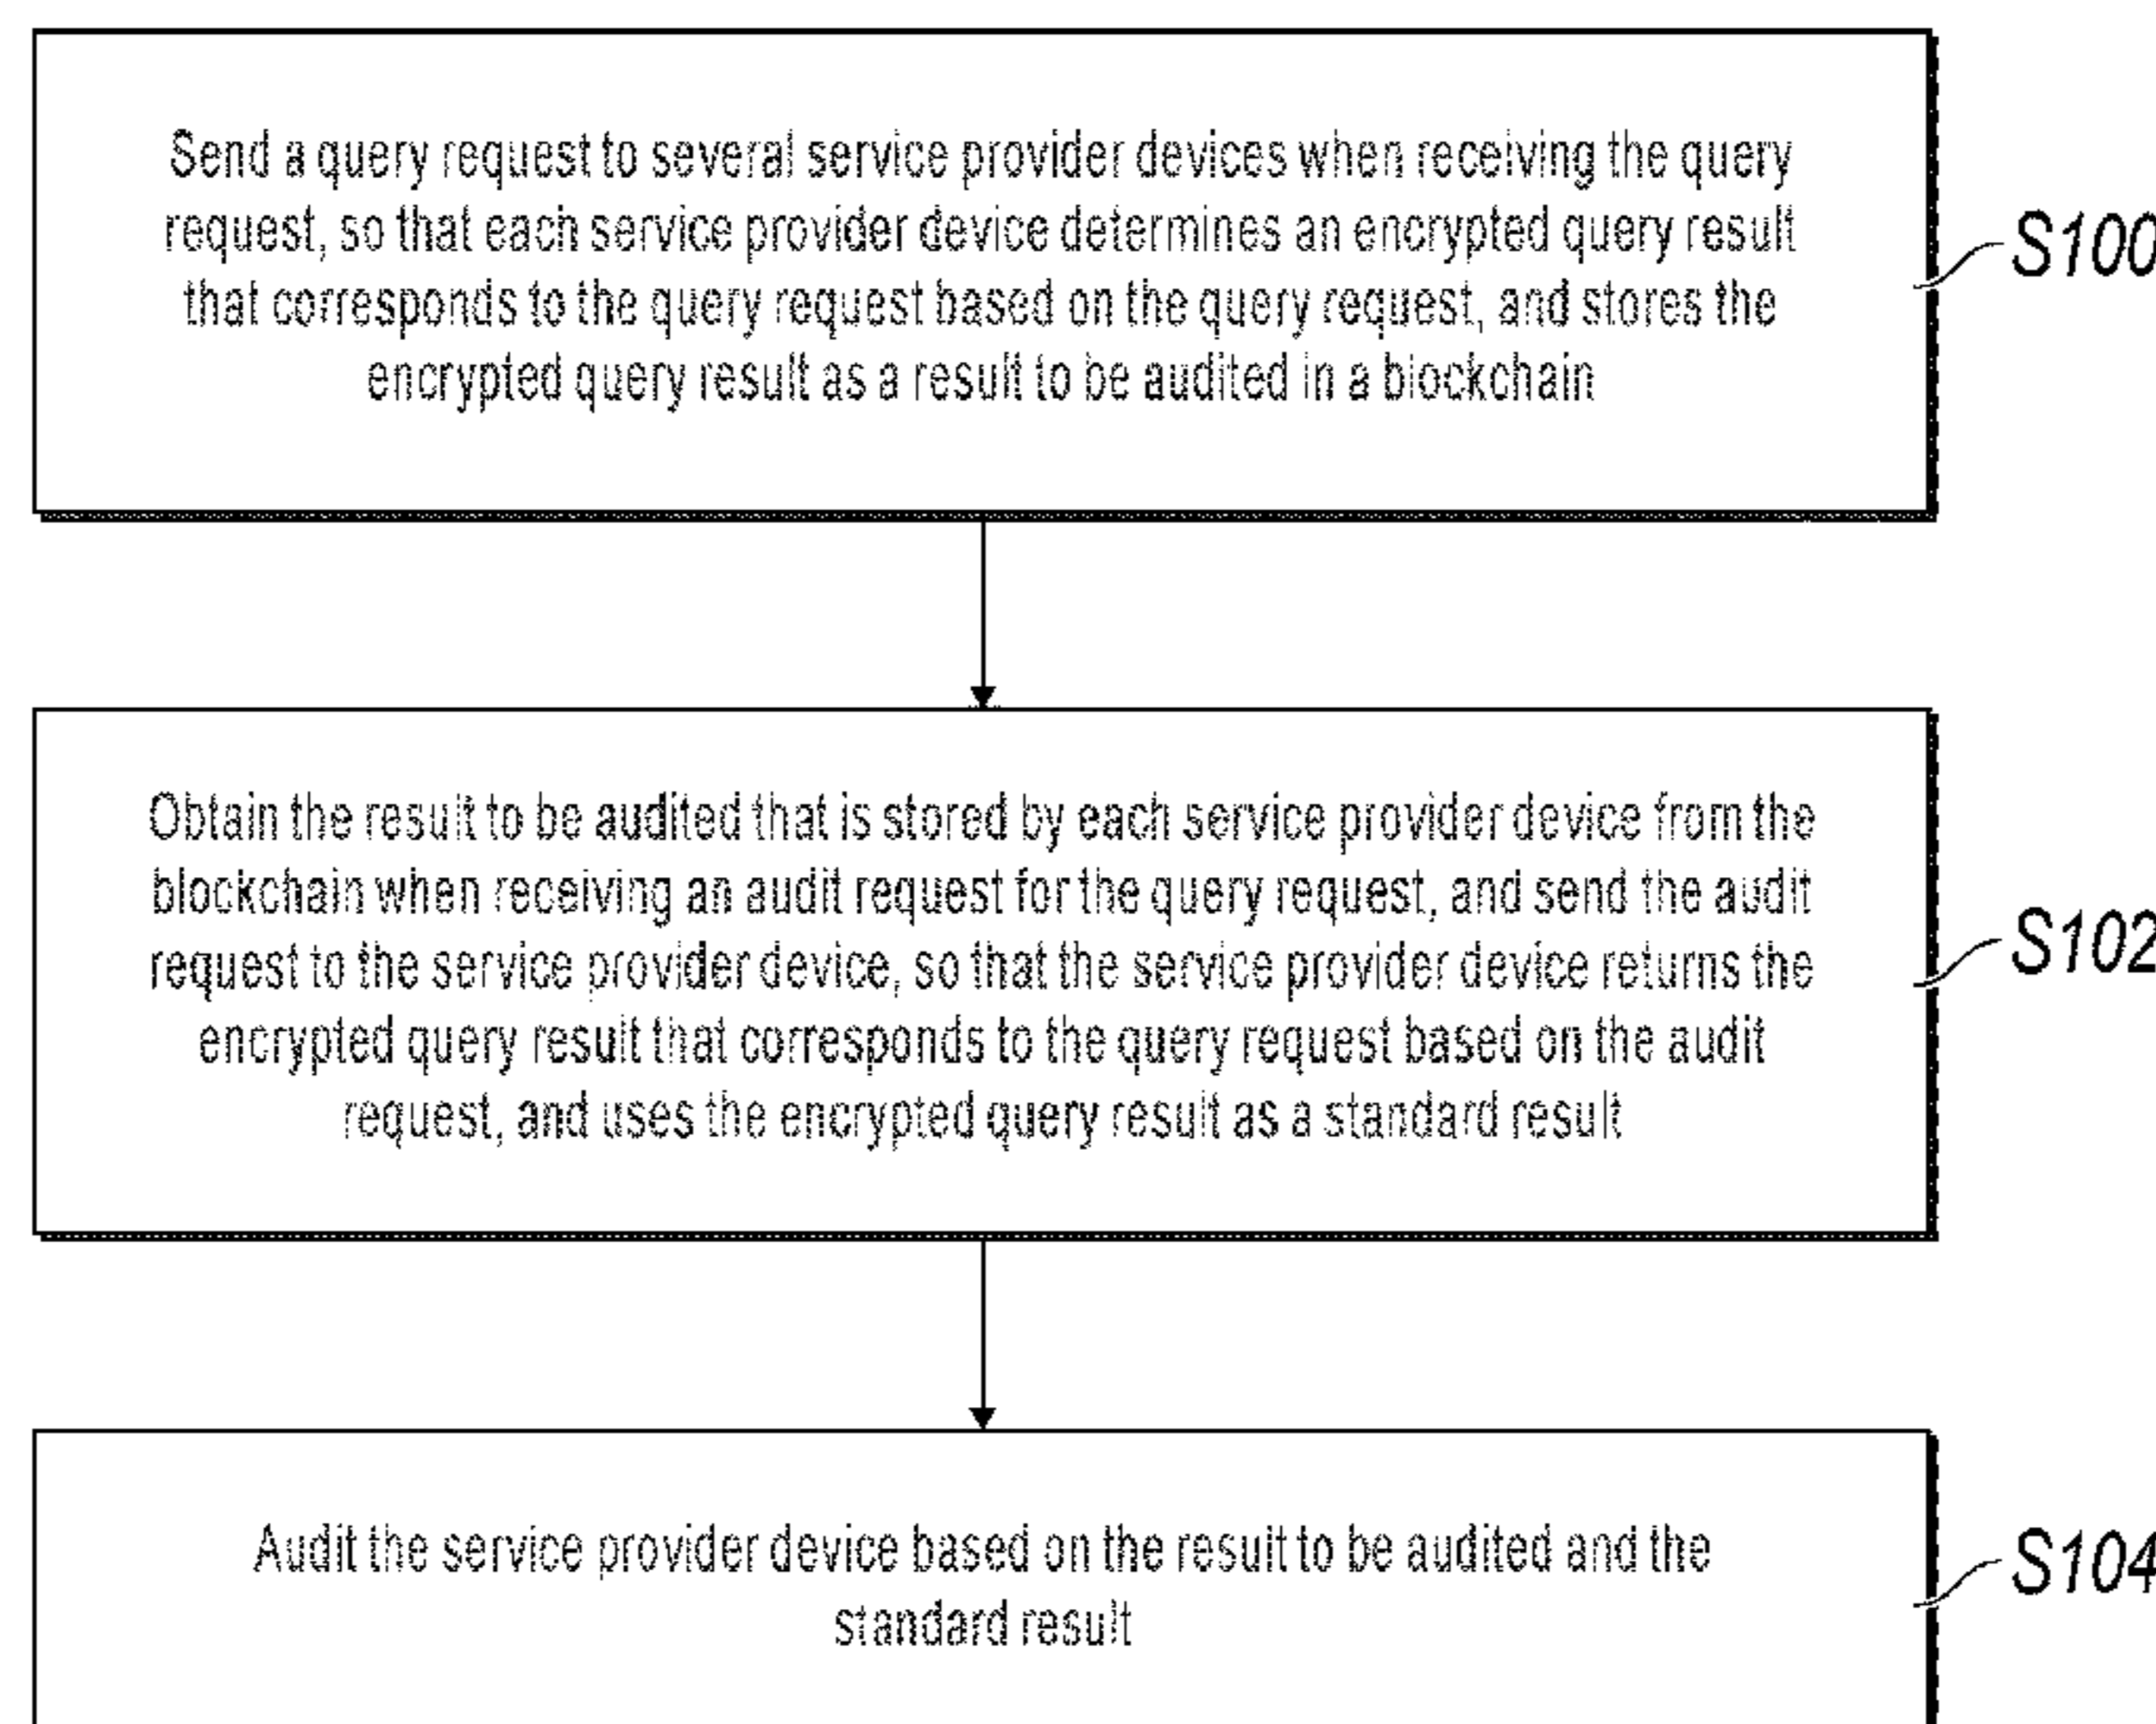 Send a query request to several service provider devices when receiving the query
request, so that each service provider device determines an encrypted query result
that corresponds to the query request based on the query request, and stores the
encrypted query result as a result to be audited in a blockchain
S100
Obtain the result to be audited that is stored by each service provider device from the
blockchain when receiving an audit request for the query request, and send the audit
request to the service provider device, so that the service provider device returns the
encrypted query result that corresponds to the query request based on the audit
request, and uses the encrypted query result as a standard result
S102
Audit the service provider device based on the result to be audited and the
standard result
S104